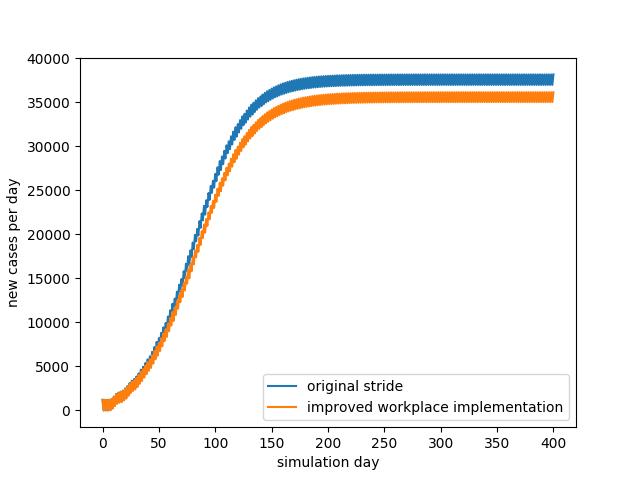 40000
35000
30000
25000
20000
15000
10000
5000
0
new cases per day
original stride
improved workplace implementation
0 50 100 150 200 250 300 350 400
simulation day